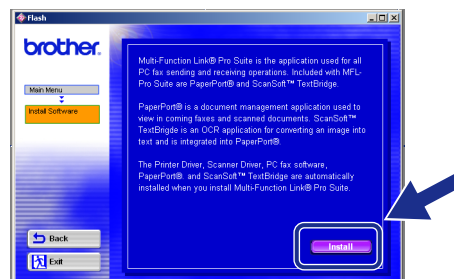 Flash
brother.
Main Menu
Install Software
Multi-Function Link® Pro Suite is the application used for all
PC fax sending and receiving operations. Included with MFL-
Pro Suite are PaperPort® and ScanSoft™ TextBridge.
PaperPort® is a document management application used to
view in coming faxes and scanned documents. ScanSoft™
TextBrigde is an OCR application for converting an image into
text and is integrated into PaperPort®.
The Printer Driver, Scanner Driver, PC fax software,
PaperPort®. and ScanSoft™ TextBridge are automatically
installed when you install Multi-Function Link® Pro Suite.
Back
Exit
Install